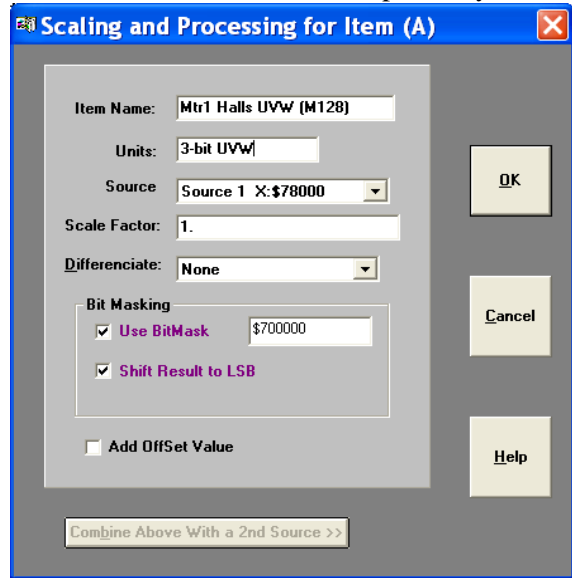 Scaling and Processing for Item (A)
Item Name: Mtr1 Halls UVW (M128)
Units: 3-bit UVW
Source Source 1 X:$78000
Scale Factor: 1.
Differenciate: None
Bit Masking
Use BitMask $700000
Shift Result to LSB
Add OffSet Value
Combine Above With a 2nd Source >>
OK
Cancel
Help